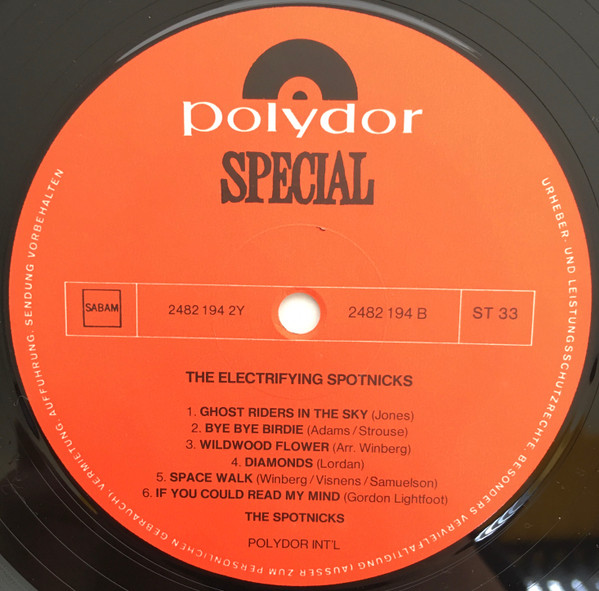 polydor
SPECIAL
SABAM
2482 194 2Y
2482 194 B
ST 33
THE ELECTRIFYING SPOTNICKS
1. GHOST RIDERS IN THE SKY (Jones)
2. BYE BYE BIRDIE (Adams/Strouse)
3. WILDWOOD FLOWER (Arr. Winberg)
4. DIAMONDS (Lordan)
5. SPACE WALK (Winberg/Visnens/Samuelson)
6. IF YOU COULD READ MY MIND (Gordon Lightfoot)
THE SPOTNICKS
POLYDOR INT'L
URHEBER- UND LEISTUNGSSCHUTZRECHTE, BESONDERS VERVIELFÄLTIGUNG (AUSSER ZUM PERSÖNLICHEN GEBRAUCH), VERMIETUNG AUFFÜHRUNG, SENDUNG VORBEHALTEN